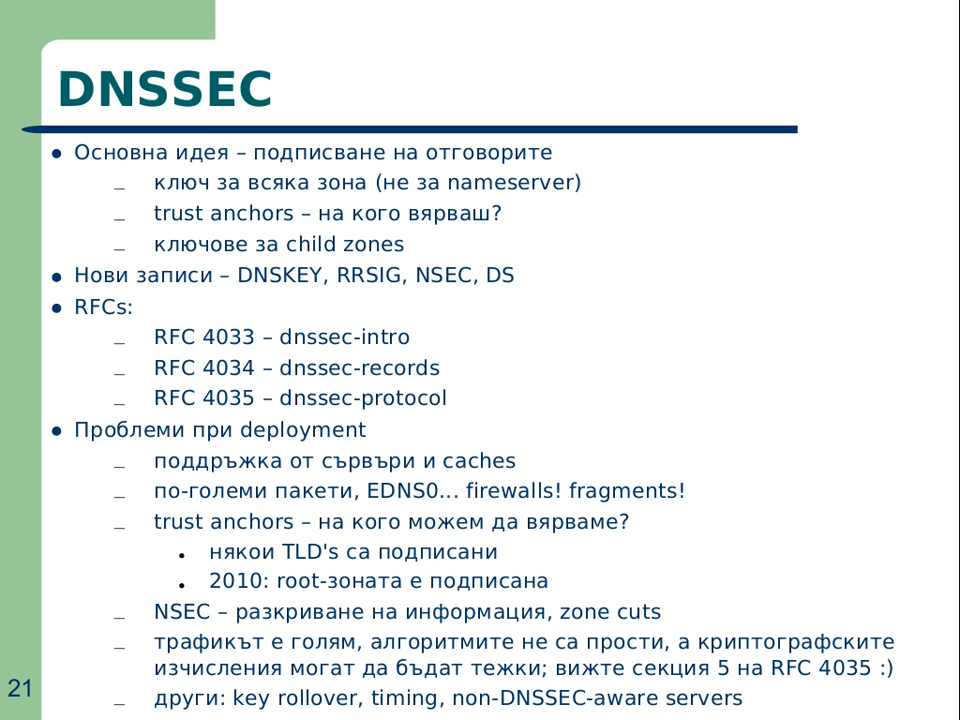 DNSSEC
● Основна идея – подписване на отговорите
– ключ за всяка зона (не за nameserver)
– trust anchors – на кого вярваш?
– ключове за child zones
● Нови записи – DNSKEY, RRSIG, NSEC, DS
● RFCs:
– RFC 4033 – dnssec-intro
– RFC 4034 – dnssec-records
– RFC 4035 – dnssec-protocol
● Проблеми при deployment
– поддръжка от сървъри и caches
– по-големи пакети, EDNS0... firewalls! fragments!
– trust anchors – на кого можем да вярваме?
● някои TLD's са подписани
● 2010: root-зоната е подписана
– NSEC – разкриване на информация, zone cuts
– трафикът е голям, алгоритмите не са прости, а криптографските
изчисления могат да бъдат тежки; вижте секция 5 на RFC 4035 :)
– други: key rollover, timing, non-DNSSEC-aware servers
21